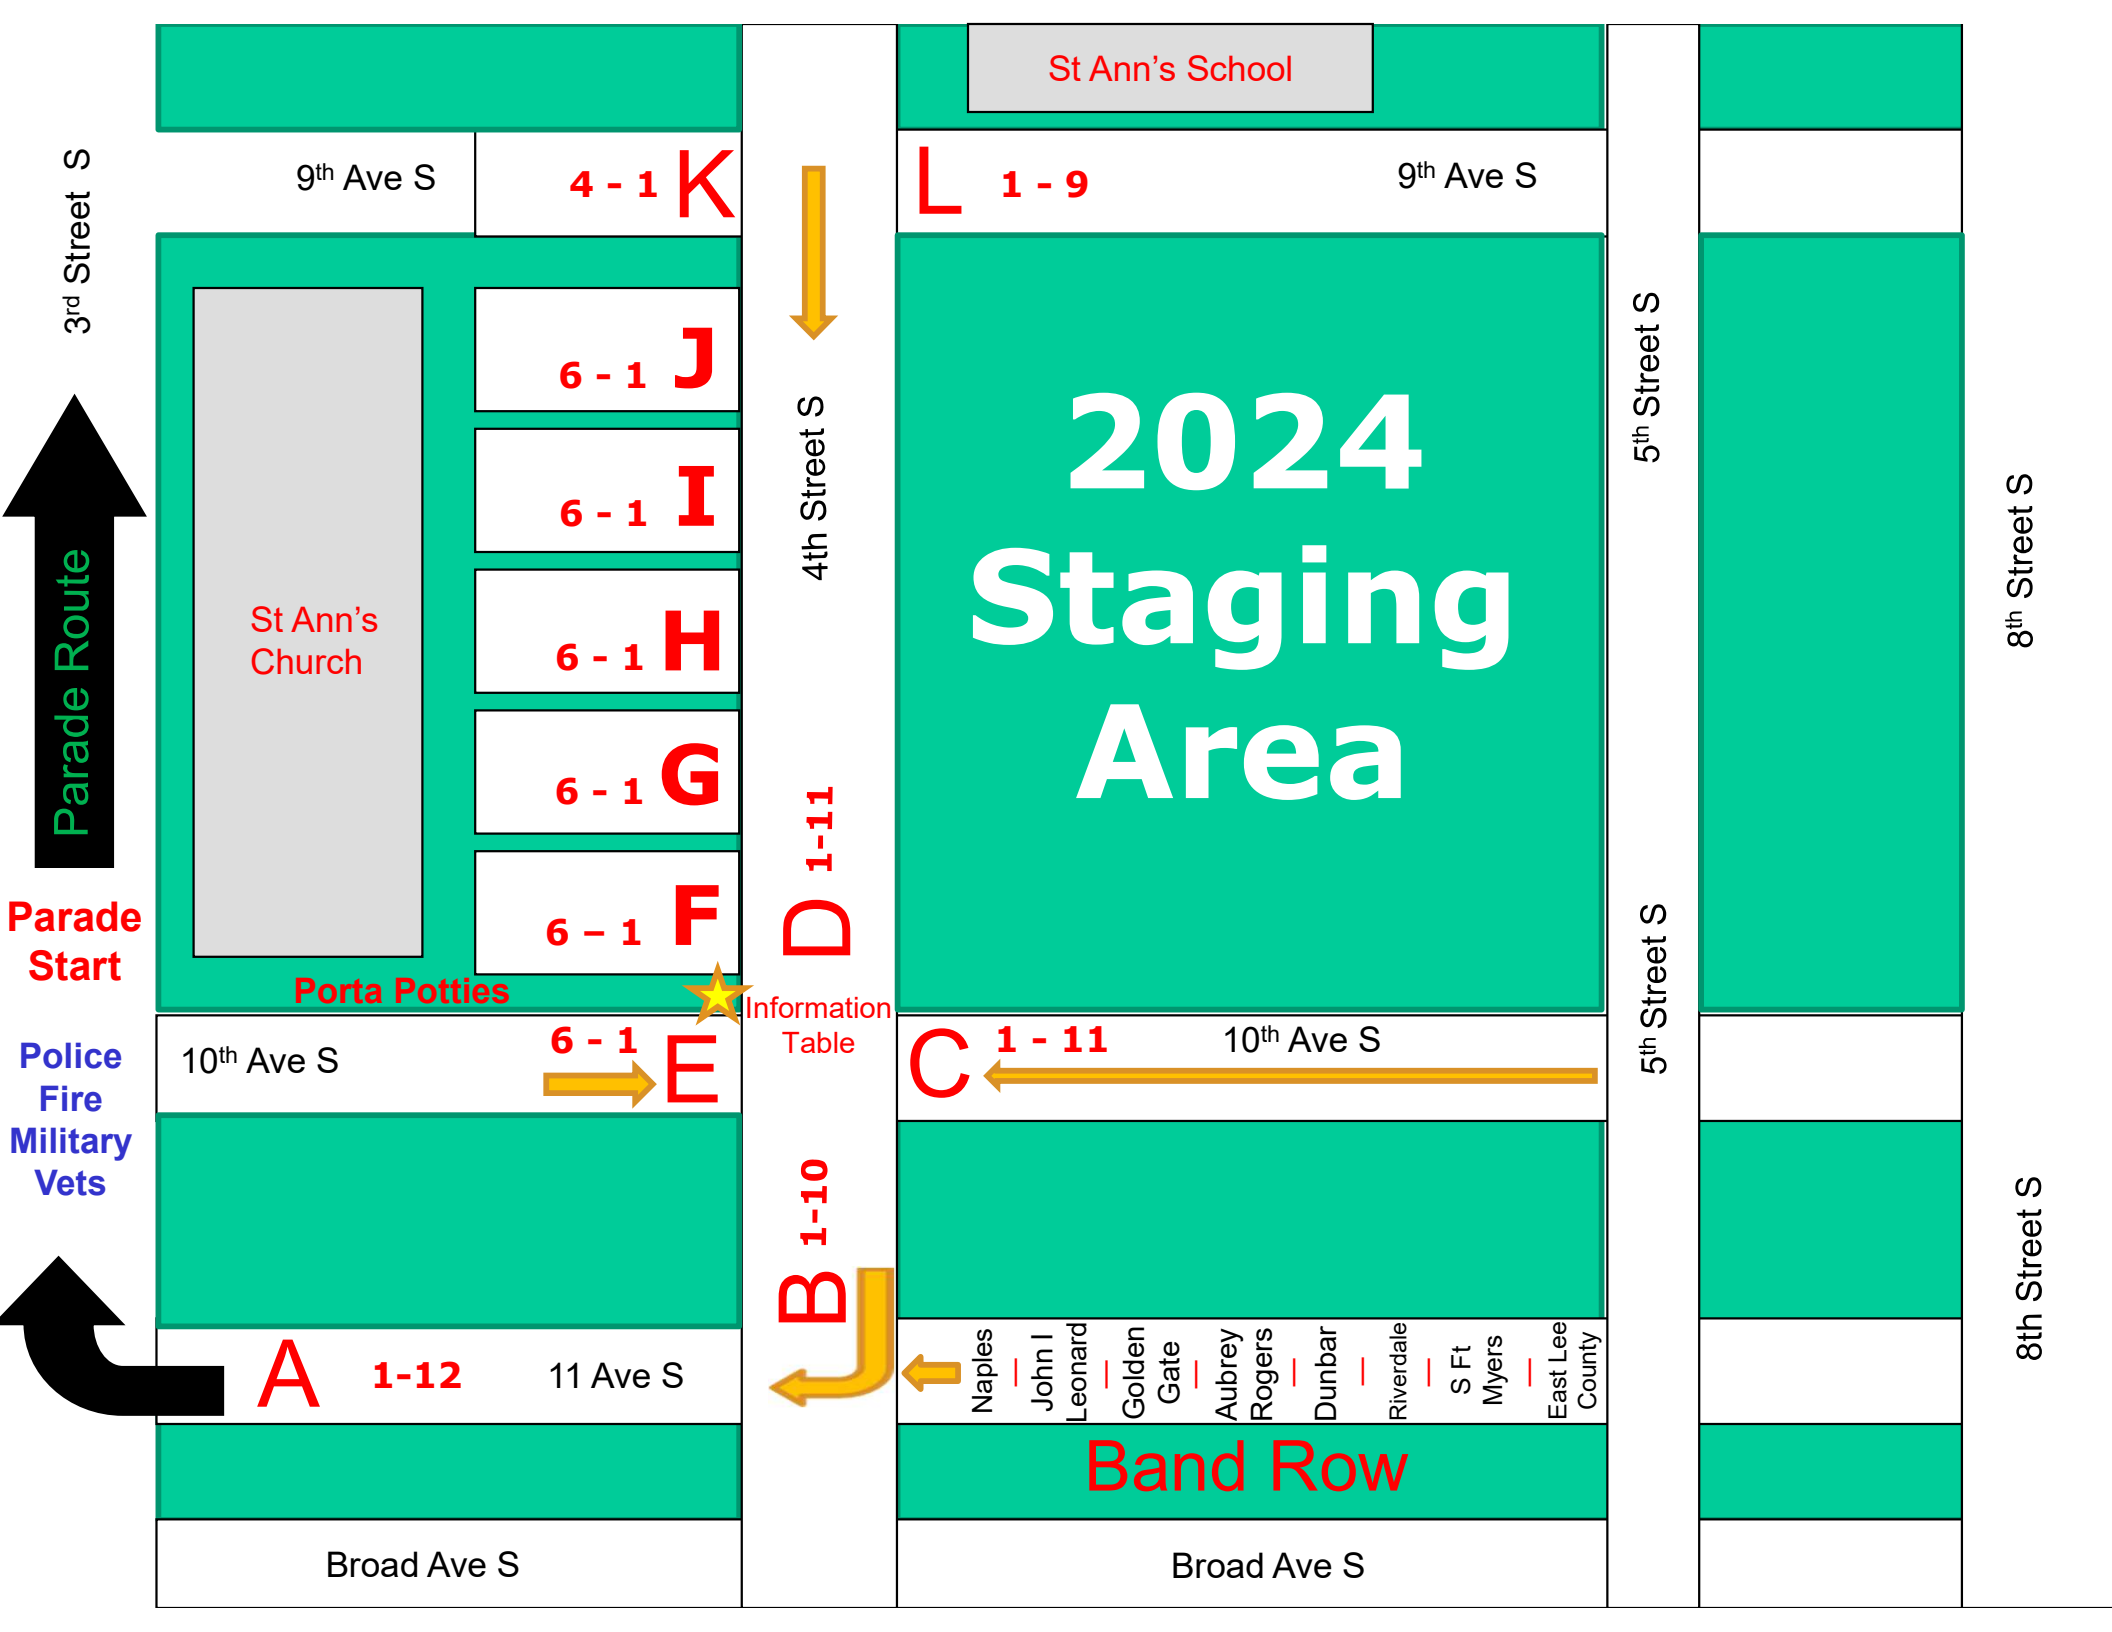 St Ann's School
3rd Street S
9th Ave S
4 - 1 K
L 1 - 9
9th Ave S
6 - 1 J
6 - 1 I
6 - 1 H
6 - 1 G
6 – 1 F
St Ann's
Church
4th Street S
2024
Staging
Area
5th Street S
8th Street S
Parade Route
Parade
Start
Porta Potties
D 1-11
Information
Table
5th Street S
Police
Fire
Military
Vets
10th Ave S
6 - 1 E
C 1 - 11
10th Ave S
B 1-10
8th Street S
A 1-12
11 Ave S
Naples
John I
Leonard
Golden
Gate
Aubrey
Rogers
Dunbar
Riverdale
S Ft
Myers
East Lee
County
Band Row
Broad Ave S
Broad Ave S